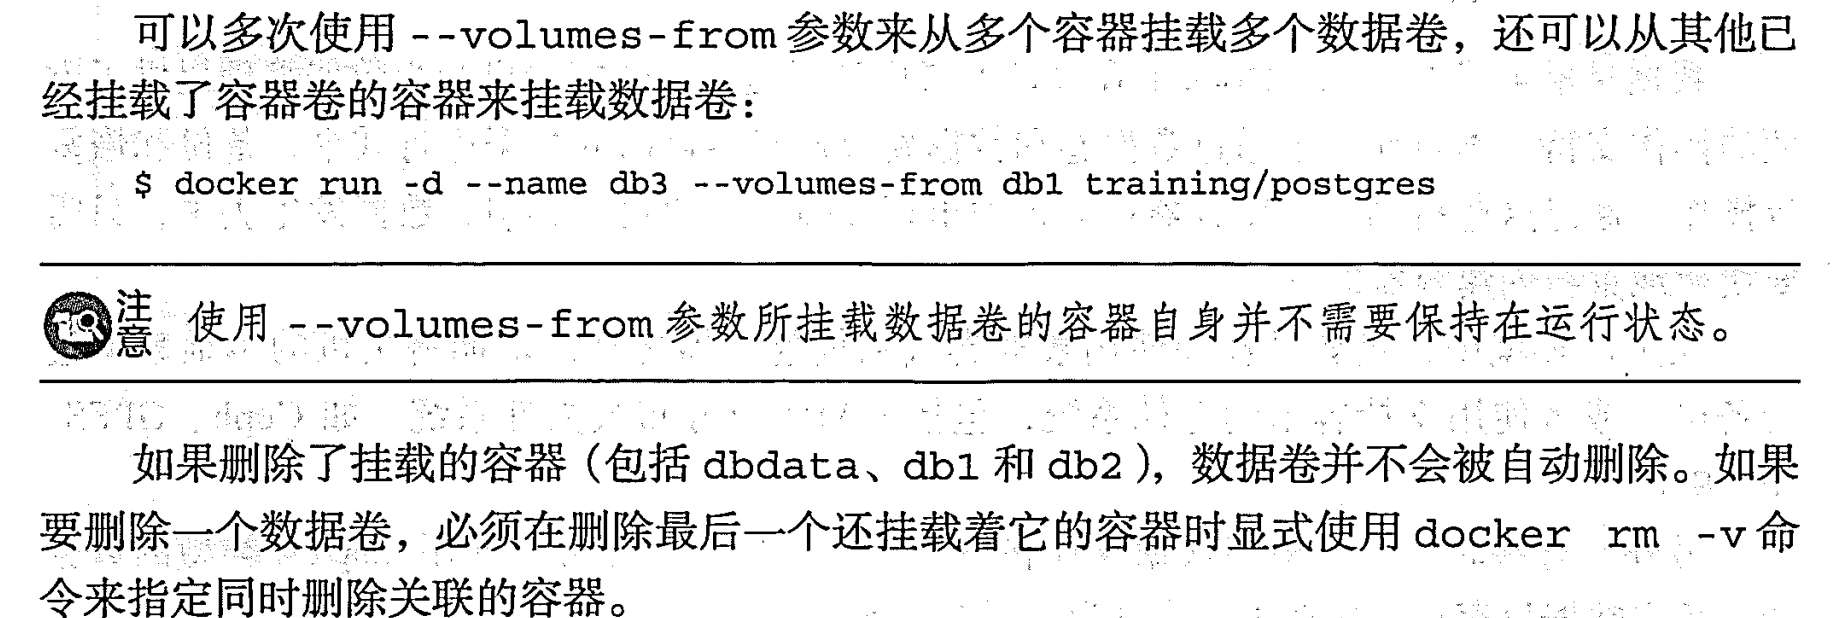 可以多次使用 --volumes-from 参数来从多个容器挂载多个数据卷，还可以从其他已
经挂载了容器卷的容器来挂载数据卷：
$ docker run -d --name db3 --volumes-from db1 training/postgres
注意 使用 --volumes-from 参数所挂载数据卷的容器自身并不需要保持在运行状态。
如果删除了挂载的容器（包括 dbdata、db1 和 db2），数据卷并不会被自动删除。如果
要删除一个数据卷，必须在删除最后一个还挂载着它的容器时显式使用 docker rm -v 命
令来指定同时删除关联的容器。